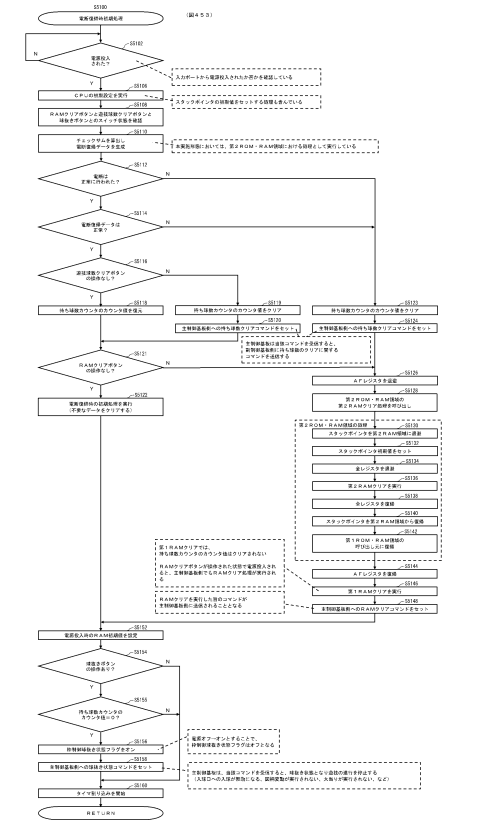 S5100
電断復帰時初期処理
（図４５３）
S5102
電源投入
された？
N
Y
入力ポートから電源投入されたか否かを確認している
S5106
ＣＰＵの初期設定を実行
スタックポインタの初期値をセットする処理も含んでいる
S5108
ＲＡＭクリアボタンと遊技球数クリアボタンと
球抜きボタンとのスイッチ状態を確認
S5110
チェックサムを算出し
電断復帰データを生成
本実施形態においては、第２ＲＯＭ・ＲＡＭ領域における処理として実行している
S5112
電断は
正常に行われた？
N
Y
S5114
電断復帰データは
正常？
N
Y
S5116
遊技球数クリアボタン
の操作なし？
N
Y
S5118
持ち球数カウンタのカウンタ値を復元
S5119
持ち球数カウンタのカウンタ値をクリア
S5120
主制御基板側への持ち球数クリアコマンドをセット
S5123
持ち球数カウンタのカウンタ値をクリア
S5124
主制御基板側への持ち球数クリアコマンドをセット
主制御基板は当該コマンドを受信すると、
副制御基板側に持ち球数のクリアに関する
コマンドを送信する
S5121
ＲＡＭクリアボタン
の操作なし？
N
Y
S5122
電断復帰時の初期処理を実行
（不要なデータをクリアする）
S5126
ＡＦレジスタを退避
S5128
第２ＲＯＭ・ＲＡＭ領域の
第２ＲＡＭクリア処理を呼び出し
第２ＲＯＭ・ＲＡＭ領域の処理
S5130
スタックポインタを第２ＲＡＭ領域に退避
S5132
スタックポインタ初期値をセット
S5134
全レジスタを退避
S5136
第２ＲＡＭクリアを実行
S5138
全レジスタを復帰
S5140
スタックポインタを第２ＲＡＭ領域から復帰
S5142
第１ＲＯＭ・ＲＡＭ領域の
呼び出し元に復帰
第１ＲＡＭクリアでは、
持ち球数カウンタのカウンタ値はクリアされない
ＲＡＭクリアボタンが操作された状態で電源投入され
ると、主制御基板側でもＲＡＭクリア処理が実行され
る
S5144
ＡＦレジスタを復帰
S5146
第１ＲＡＭクリアを実行
ＲＡＭクリアを実行した旨のコマンドが
主制御基板側に送信されることとなる
S5148
主制御基板側へのＲＡＭクリアコマンドをセット
S5152
電源投入時のＲＡＭ初期値を設定
S5154
球抜きボタン
の操作あり？
N
Y
S5155
持ち球数カウンタの
カウンタ値＝０？
N
Y
S5156
枠制御球抜き状態フラグをオン
電源オフ→オンとすることで、
枠制御球抜き状態フラグはオフとなる
S5158
主制御基板側への球抜き状態コマンドをセット
主制御基板は、当該コマンドを受信すると、球抜き状態となり遊技の進行を停止する
（入球口への入球が無効になる、図柄変動が実行されない、大当りが実行されない、など）
S5160
タイマ割り込みを開始
ＲＥＴＵＲＮ